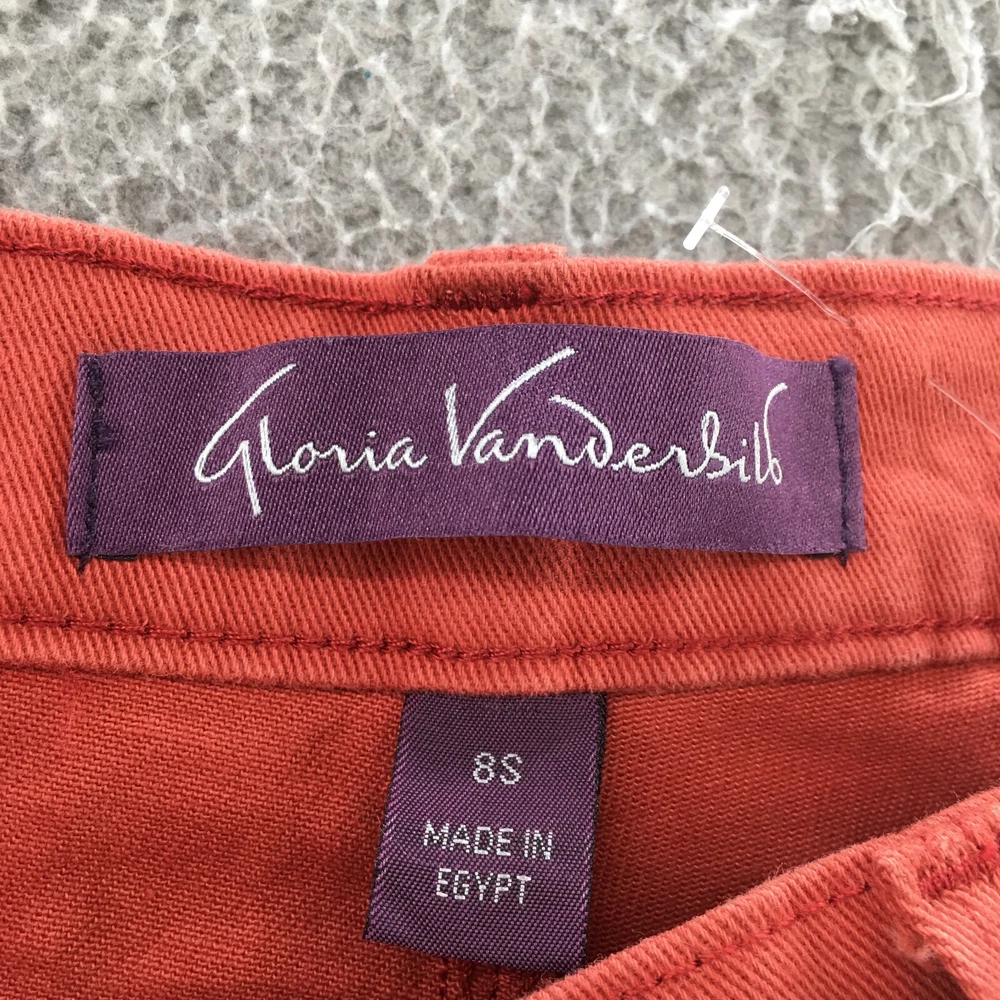 Gloria Vanderbilt
8S
MADE IN
EGYPT